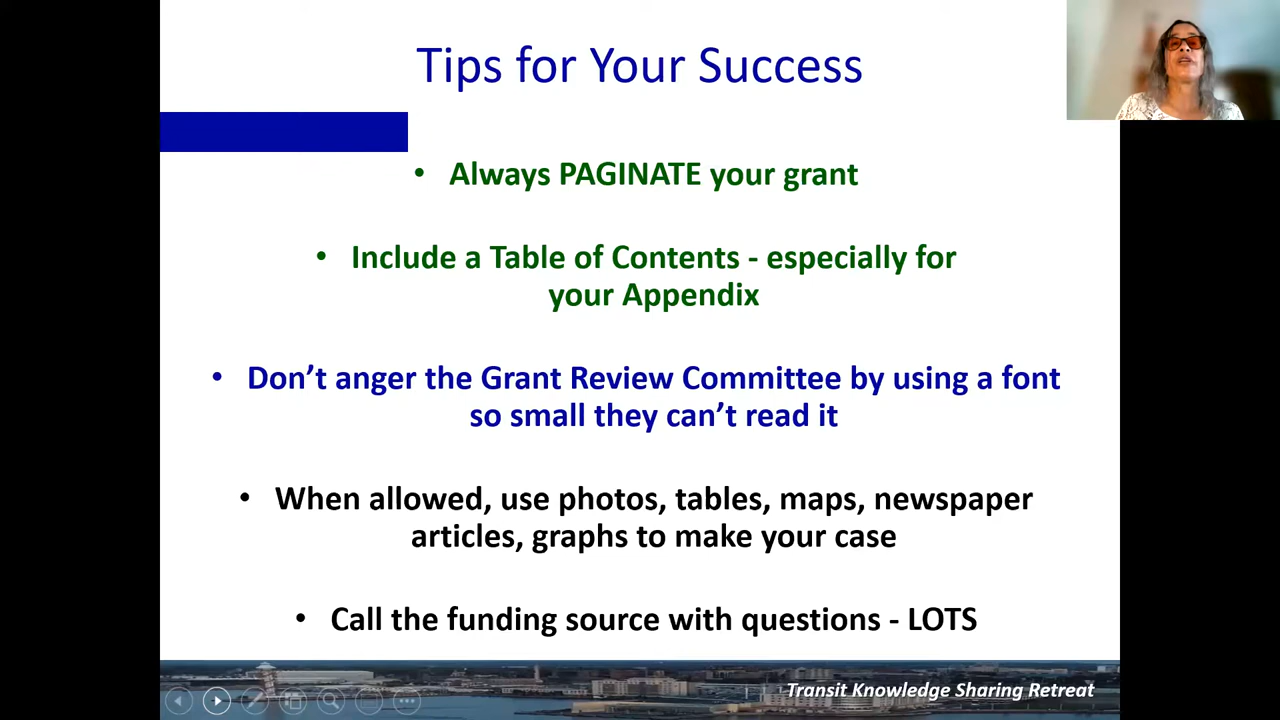 Tips for Your Success
• Always PAGINATE your grant
• Include a Table of Contents - especially for
your Appendix
• Don’t anger the Grant Review Committee by using a font
so small they can’t read it
• When allowed, use photos, tables, maps, newspaper
articles, graphs to make your case
• Call the funding source with questions - LOTS
Transit Knowledge Sharing Retreat